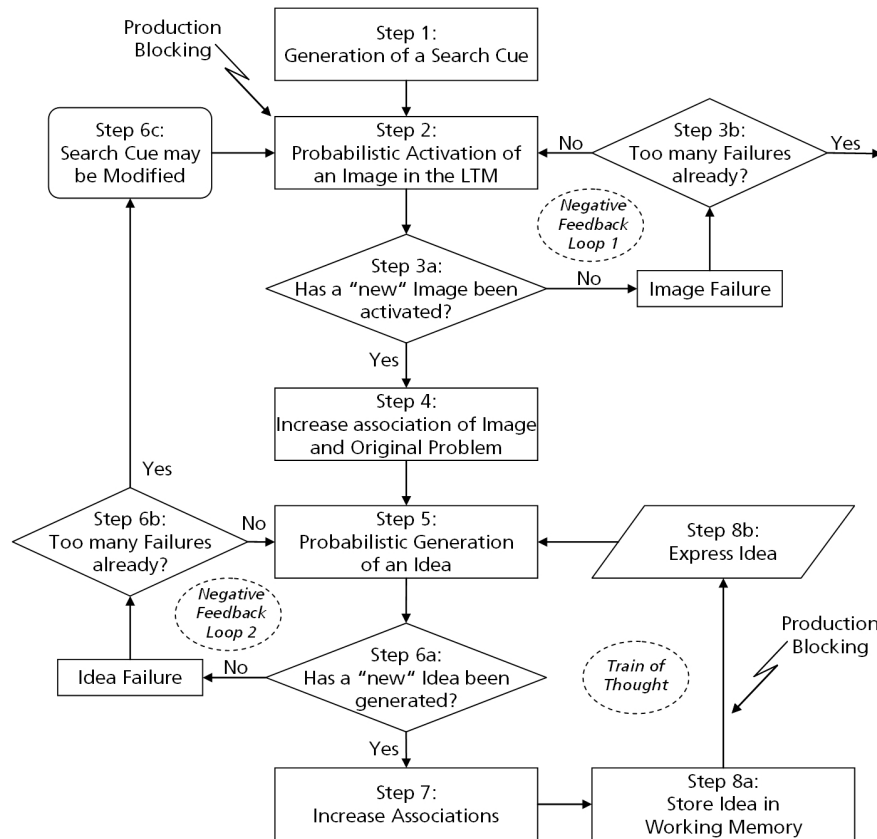 Production
Blocking
Step 1:
Generation of a Search Cue
Step 6c:
Search Cue may
be Modified
Step 2:
Probabilistic Activation of
an Image in the LTM
No
Step 3b:
Too many Failures
already?
Yes
Negative
Feedback
Loop 1
Step 3a:
Has a “new“ Image been
activated?
No
Image Failure
Yes
Step 4:
Increase association of Image
and Original Problem
Yes
Step 6b:
Too many Failures
already?
No
Step 5:
Probabilistic Generation
of an Idea
Step 8b:
Express Idea
Negative
Feedback
Loop 2
Production
Blocking
Idea Failure
No
Step 6a:
Has a “new“ Idea been
generated?
Train of
Thought
Yes
Step 7:
Increase Associations
Step 8a:
Store Idea in
Working Memory